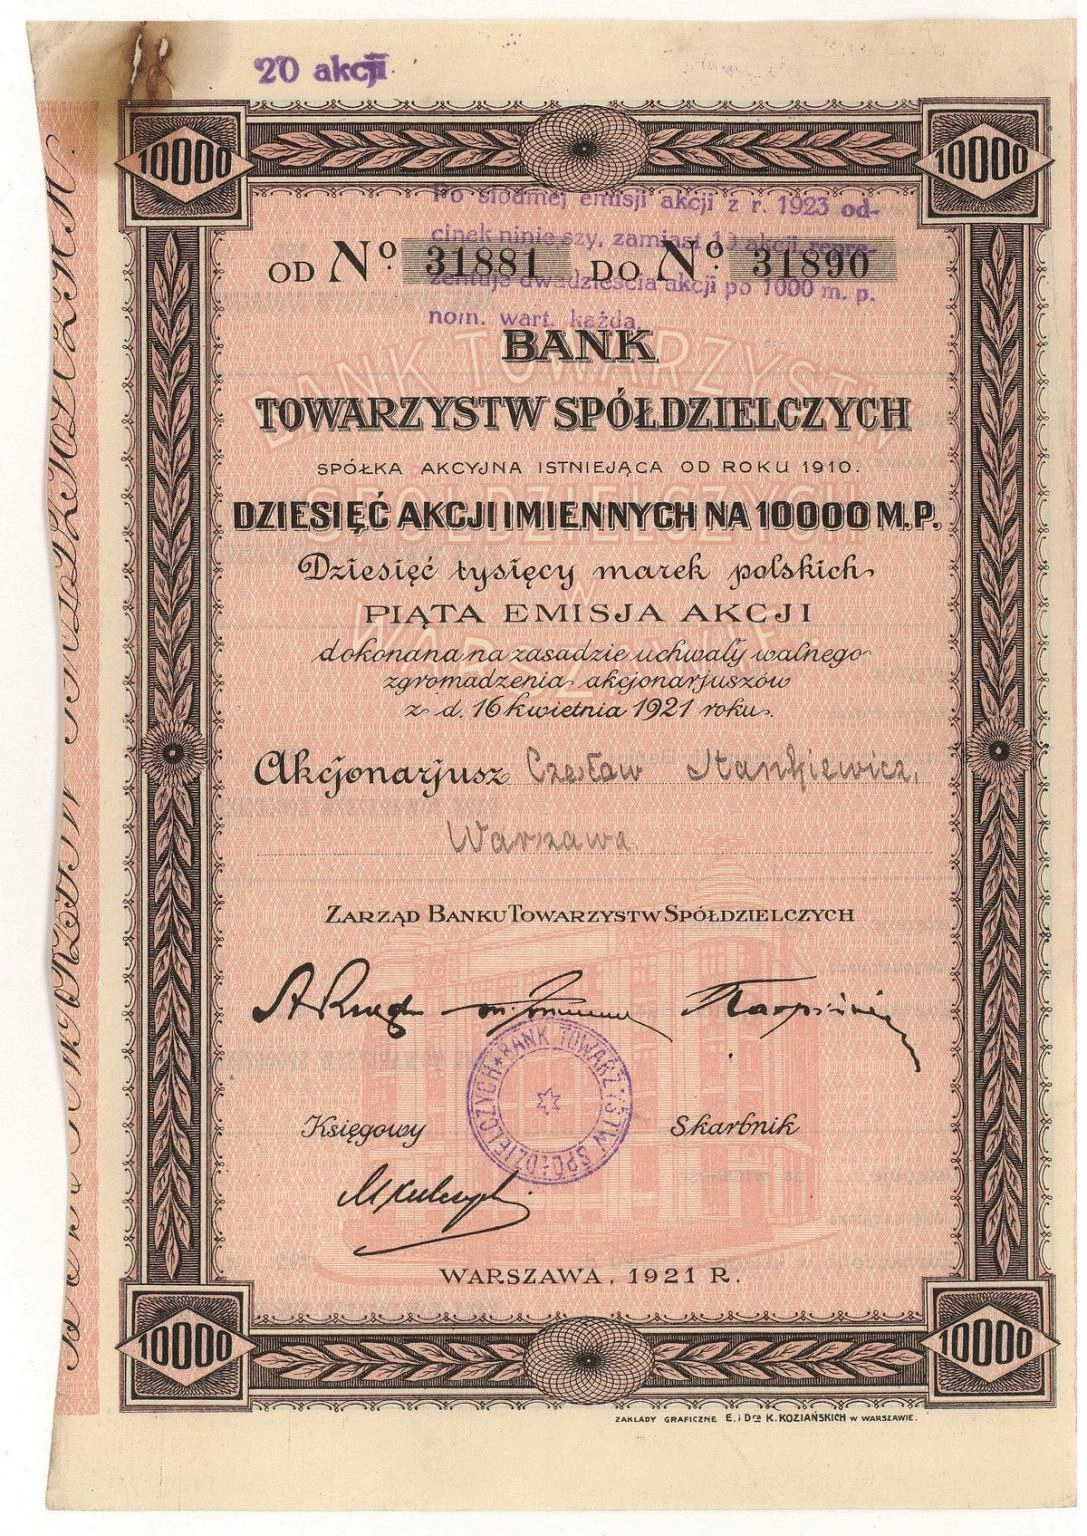 20 akcji
10000
10000
Po siódmej emisji akcji z r. 1923 od-
cinek niniejszy, zamiast 10 akcji repre-
zentuje dwadzieścia akcji po 1000 m. p.
nom. wart. każda.
OD No. 31881 DO No. 31890
BANK
TOWARZYSTW SPÓŁDZIELCZYCH
SPÓŁKA AKCYJNA ISTNIEJĄCA OD ROKU 1910.
DZIESIĘĆ AKCJI IMIENNYCH NA 10000 M.P.
Dziesięć tysięcy marek polskich
PIĄTA EMISJA AKCJI
dokonana na zasadzie uchwały walnego
zgromadzenia akcjonarjuszów
z d. 16 kwietnia 1921 roku.
Akcjonarjusz Czesław Stankiewicz,
Warszawa.
BANK TOWARZYSTW
SPÓŁDZIELCZYCH
W
WARSZAWIE
ZARZĄD BANKU TOWARZYSTW SPÓŁDZIELCZYCH
BANK TOWARZYSTW SPÓŁDZIELCZYCH
Księgowy Skarbnik
WARSZAWA, 1921 R.
10000
10000
ZAKŁADY GRAFICZNE E. i Dra K. KOZIAŃSKICH W WARSZAWIE.